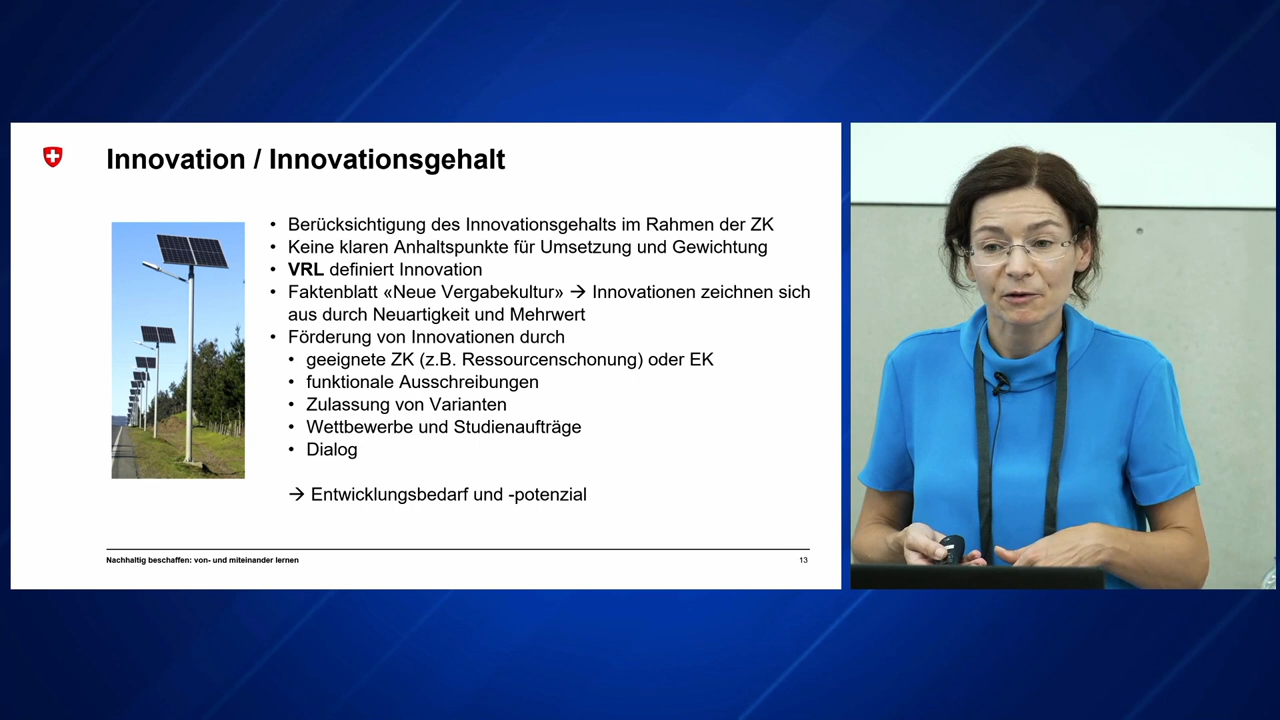 Innovation / Innovationsgehalt
• Berücksichtigung des Innovationsgehalts im Rahmen der ZK
• Keine klaren Anhaltspunkte für Umsetzung und Gewichtung
• VRL definiert Innovation
• Faktenblatt «Neue Vergabekultur» → Innovationen zeichnen sich
aus durch Neuartigkeit und Mehrwert
• Förderung von Innovationen durch
• geeignete ZK (z.B. Ressourcenschonung) oder EK
• funktionale Ausschreibungen
• Zulassung von Varianten
• Wettbewerbe und Studienaufträge
• Dialog
→ Entwicklungsbedarf und -potenzial
Nachhaltig beschaffen: von- und miteinander lernen
13